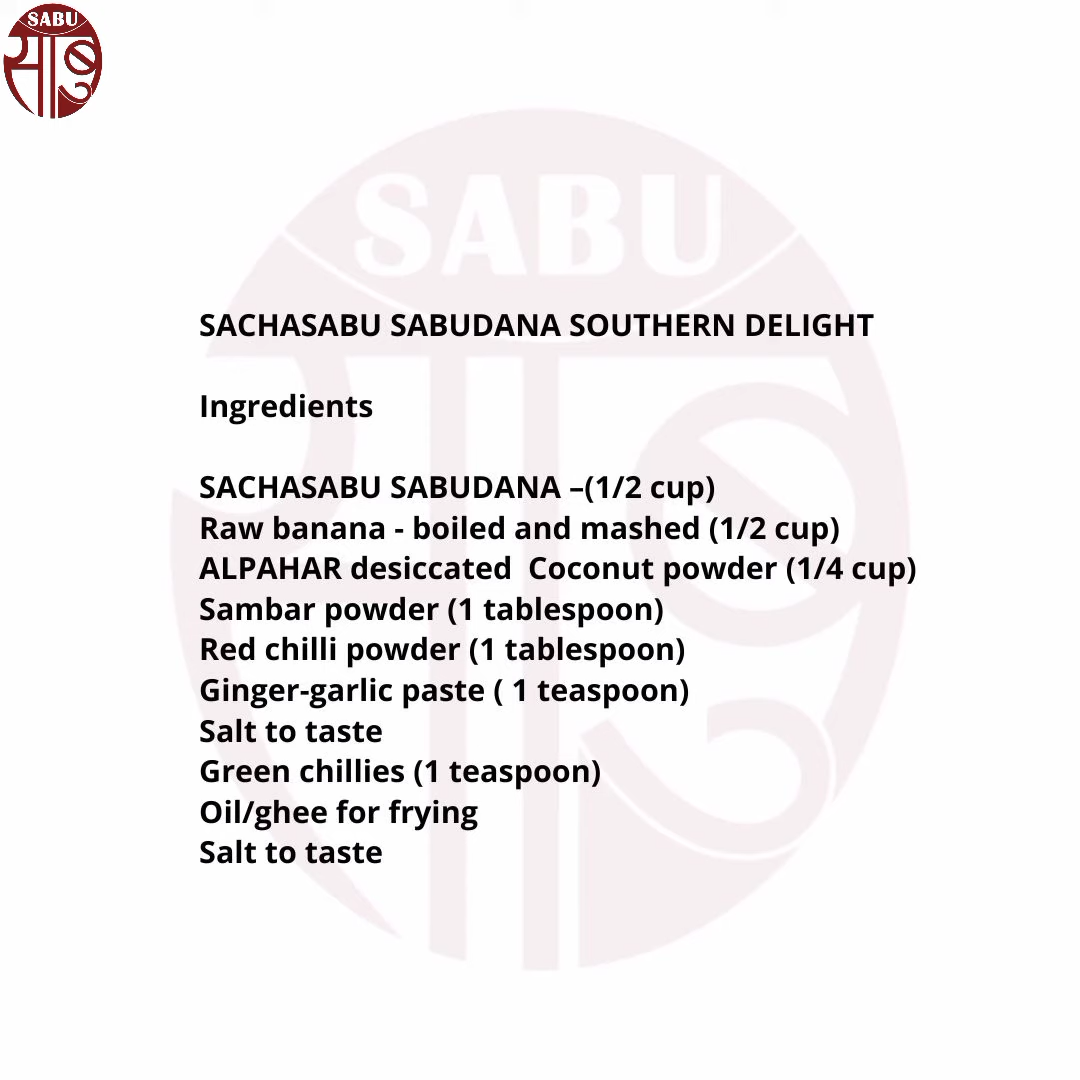 SABU
साबु
SABU
SACHASABU SABUDANA SOUTHERN DELIGHT
Ingredients
SACHASABU SABUDANA –(1/2 cup)
Raw banana - boiled and mashed (1/2 cup)
ALPAHAR desiccated  Coconut powder (1/4 cup)
Sambar powder (1 tablespoon)
Red chilli powder (1 tablespoon)
Ginger-garlic paste ( 1 teaspoon)
Salt to taste
Green chillies (1 teaspoon)
Oil/ghee for frying
Salt to taste
साबु